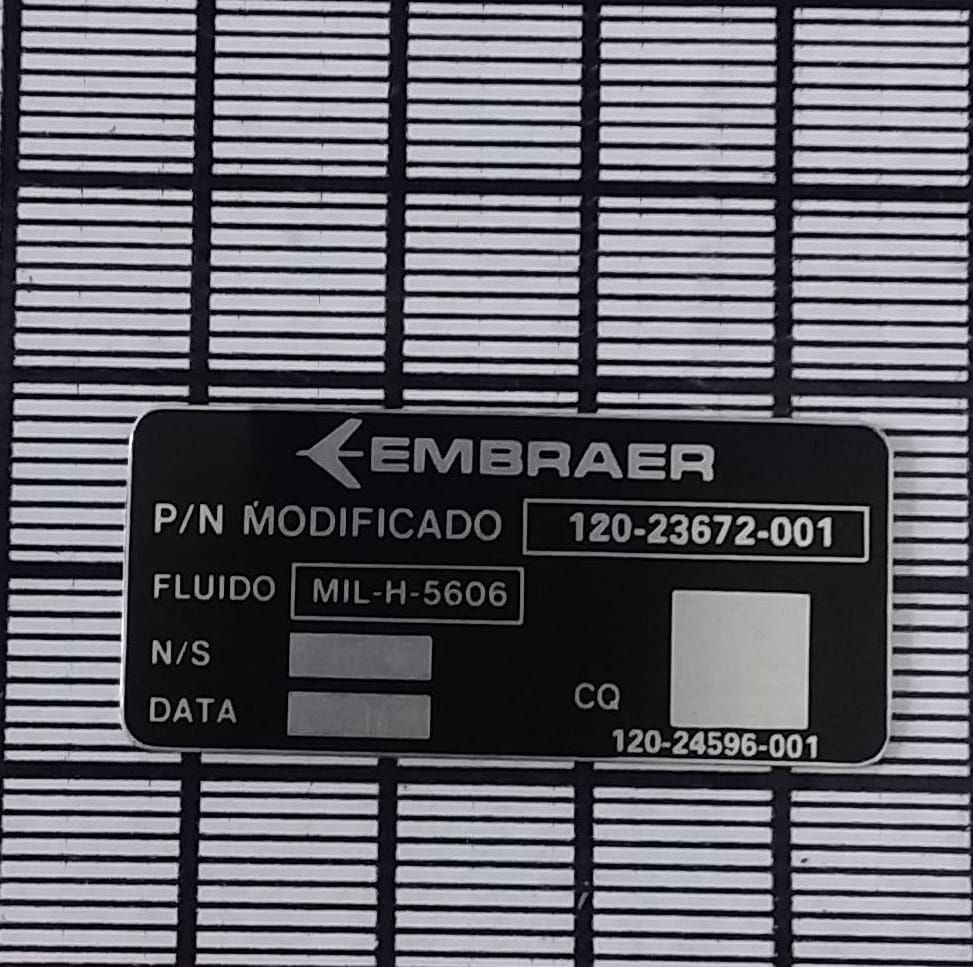 EMBRAER
P/N MODIFICADO 120-23672-001
FLUIDO MIL-H-5606
N/S
DATA
CQ
120-24596-001